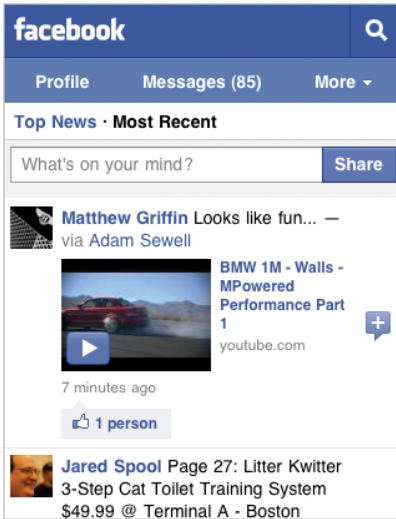 facebook
Profile Messages (85) More
Top News · Most Recent
What's on your mind? Share
Matthew Griffin Looks like fun... —
via Adam Sewell
BMW 1M - Walls -
MPowered
Performance Part
1
youtube.com
7 minutes ago
1 person
Jared Spool Page 27: Litter Kwitter
3-Step Cat Toilet Training System
$49.99 @ Terminal A - Boston